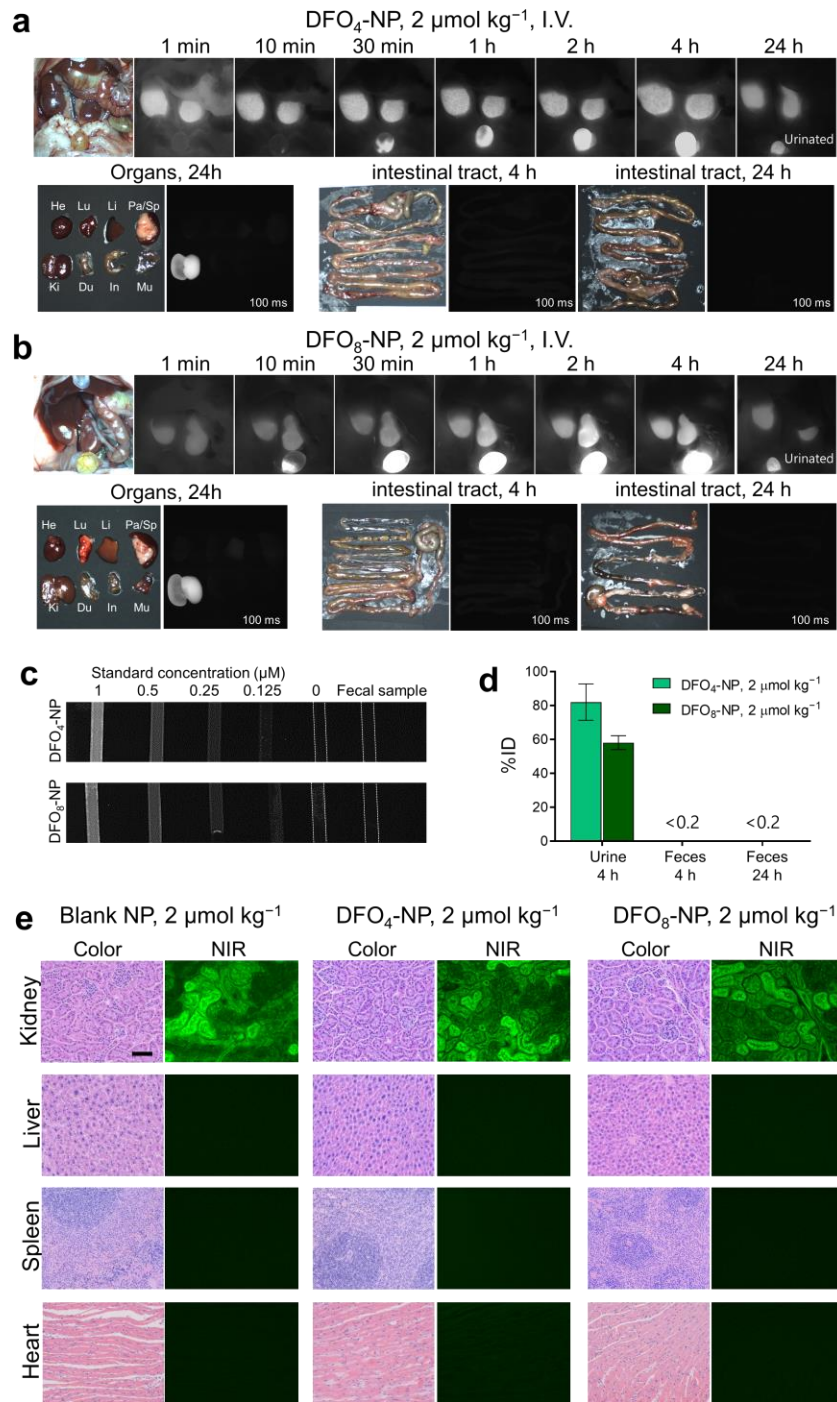 a
DFO₄-NP, 2 μmol kg⁻¹, I.V.
1 min 10 min 30 min 1 h 2 h 4 h 24 h
Urinated
Organs, 24h intestinal tract, 4 h intestinal tract, 24 h
He Lu Li Pa/Sp
Ki Du In Mu
100 ms 100 ms 100 ms
b
DFO₈-NP, 2 μmol kg⁻¹, I.V.
1 min 10 min 30 min 1 h 2 h 4 h 24 h
Urinated
Organs, 24h intestinal tract, 4 h intestinal tract, 24 h
He Lu Li Pa/Sp
Ki Du In Mu
100 ms 100 ms 100 ms
c
Standard concentration (μM)
1 0.5 0.25 0.125 0 Fecal sample
DFO₄-NP
DFO₈-NP
d
%ID
100
80
60
40
20
0
DFO₄-NP, 2 μmol kg⁻¹
DFO₈-NP, 2 μmol kg⁻¹
<0.2 <0.2
Urine Feces Feces
4 h 4 h 24 h
e
Blank NP, 2 μmol kg⁻¹ DFO₄-NP, 2 μmol kg⁻¹ DFO₈-NP, 2 μmol kg⁻¹
Color NIR Color NIR Color NIR
Kidney
Liver
Spleen
Heart